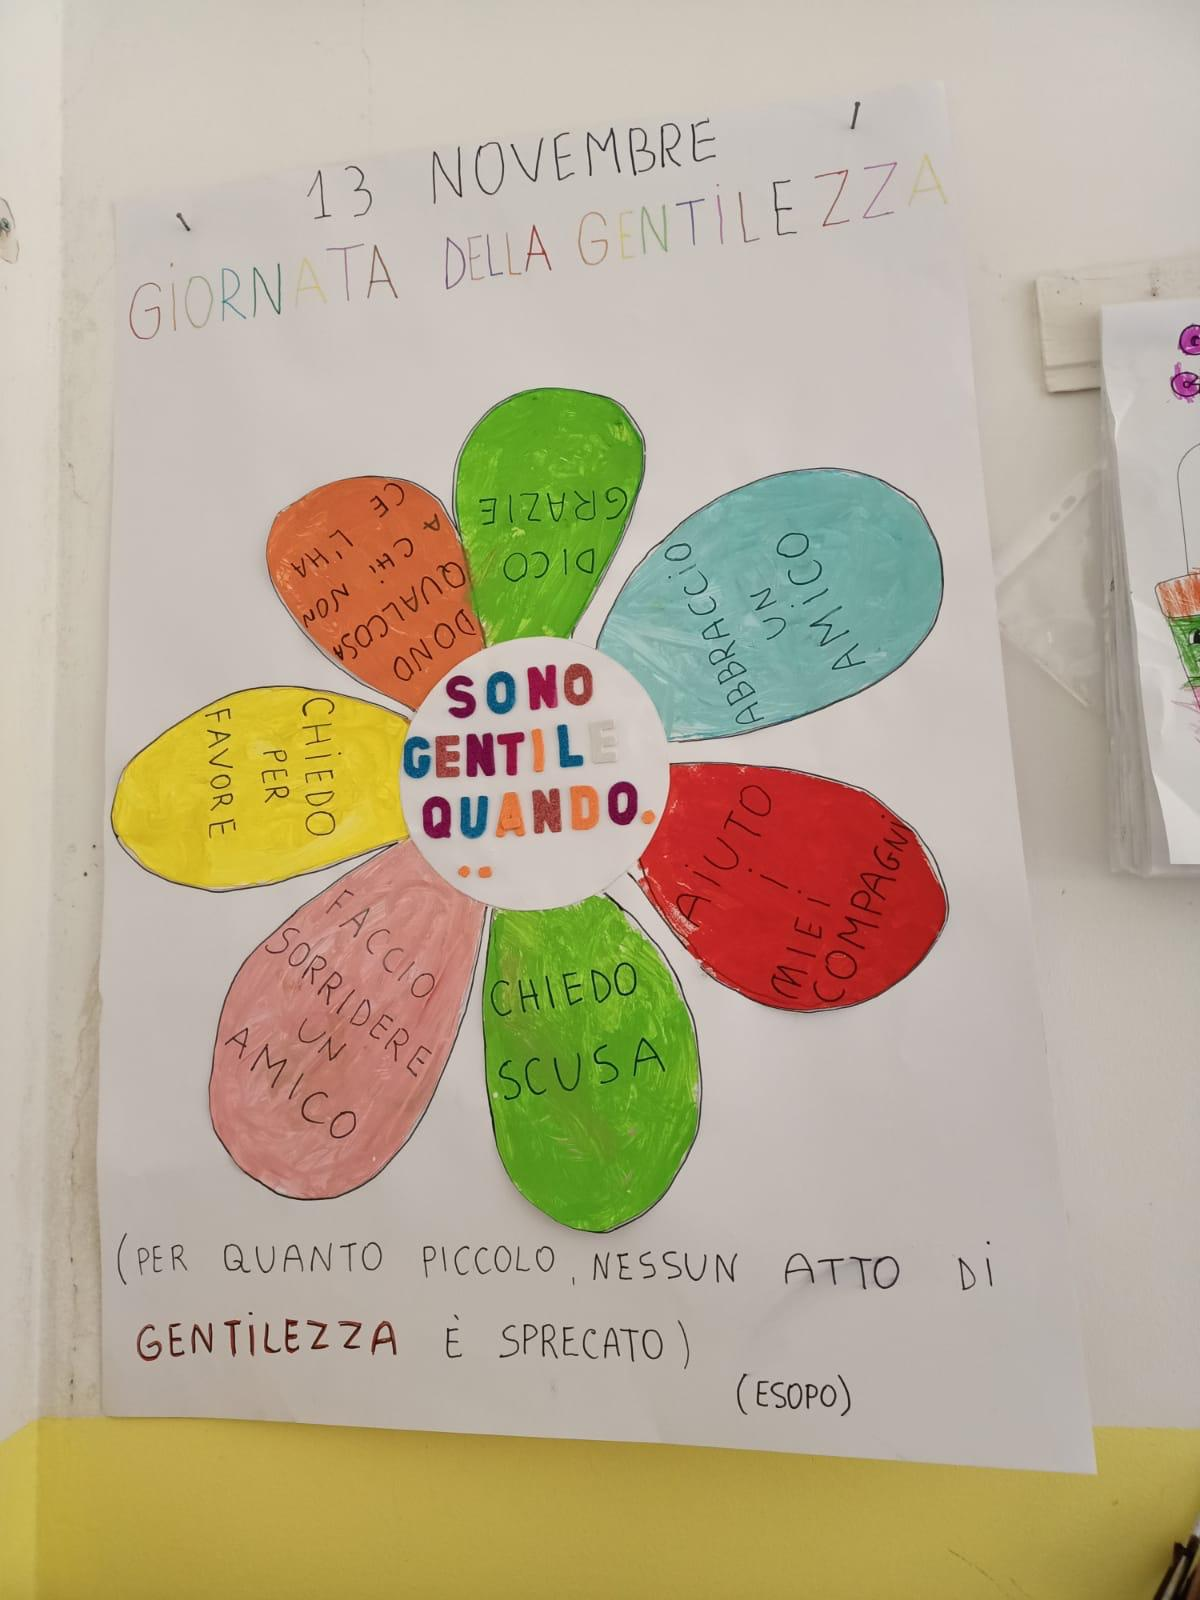 13 NOVEMBRE
GIORNATA DELLA GENTILEZZA
SONO
GENTILE
QUANDO.
..
DICO
GRAZIE
ABBRACCIO
UN
AMICO
AIUTO
I
MIEI
COMPAGNI
CHIEDO
SCUSA
FACCIO
SORRIDERE
UN
AMICO
CHIEDO
PER
FAVORE
DONO
QUALCOSA
A CHI NON
CE L'HA
(PER QUANTO PICCOLO, NESSUN ATTO DI
GENTILEZZA È SPRECATO)
(ESOPO)